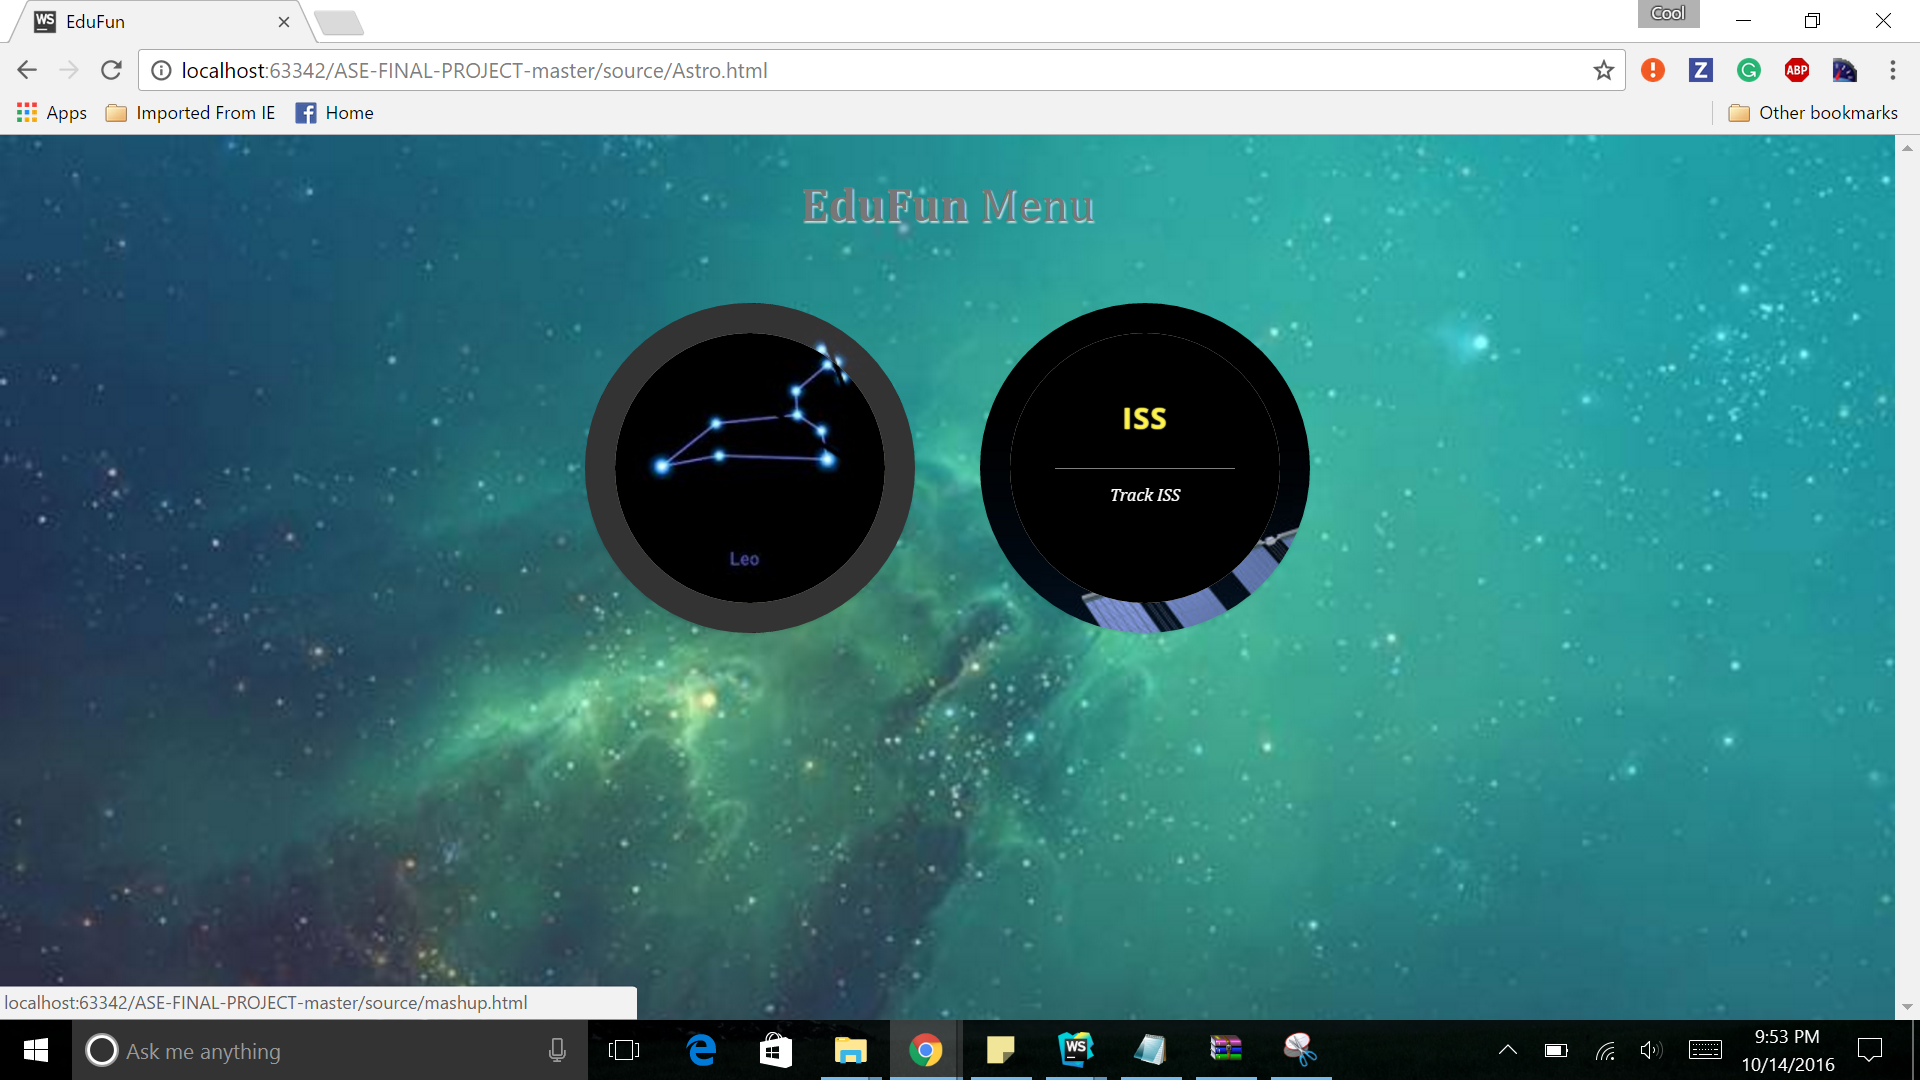 WS EduFun
Cool
localhost:63342/ASE-FINAL-PROJECT-master/source/Astro.html
Z
G
ABP
Apps
Imported From IE
Home
Other bookmarks
EduFun Menu
Leo
ISS
Track ISS
localhost:63342/ASE-FINAL-PROJECT-master/source/mashup.html
Ask me anything
WS
9:53 PM
10/14/2016